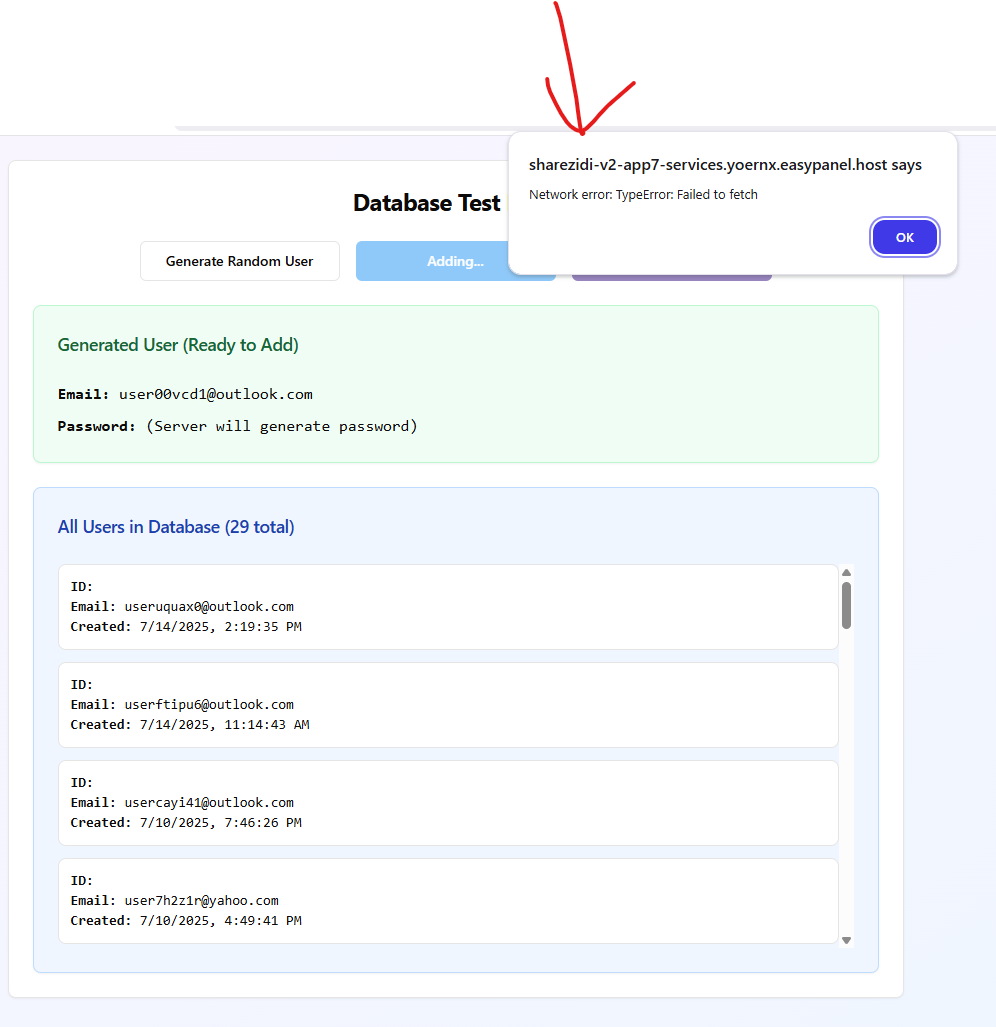 sharezidi-v2-app7-services.yoernx.easypanel.host says
Network error: TypeError: Failed to fetch
OK
Database Test
Generate Random User
Adding...
Generated User (Ready to Add)
Email: user00vcd1@outlook.com
Password: (Server will generate password)
All Users in Database (29 total)
ID:
Email: useruquax0@outlook.com
Created: 7/14/2025, 2:19:35 PM
ID:
Email: userftipu6@outlook.com
Created: 7/14/2025, 11:14:43 AM
ID:
Email: usercayi41@outlook.com
Created: 7/10/2025, 7:46:26 PM
ID:
Email: user7h2z1r@yahoo.com
Created: 7/10/2025, 4:49:41 PM